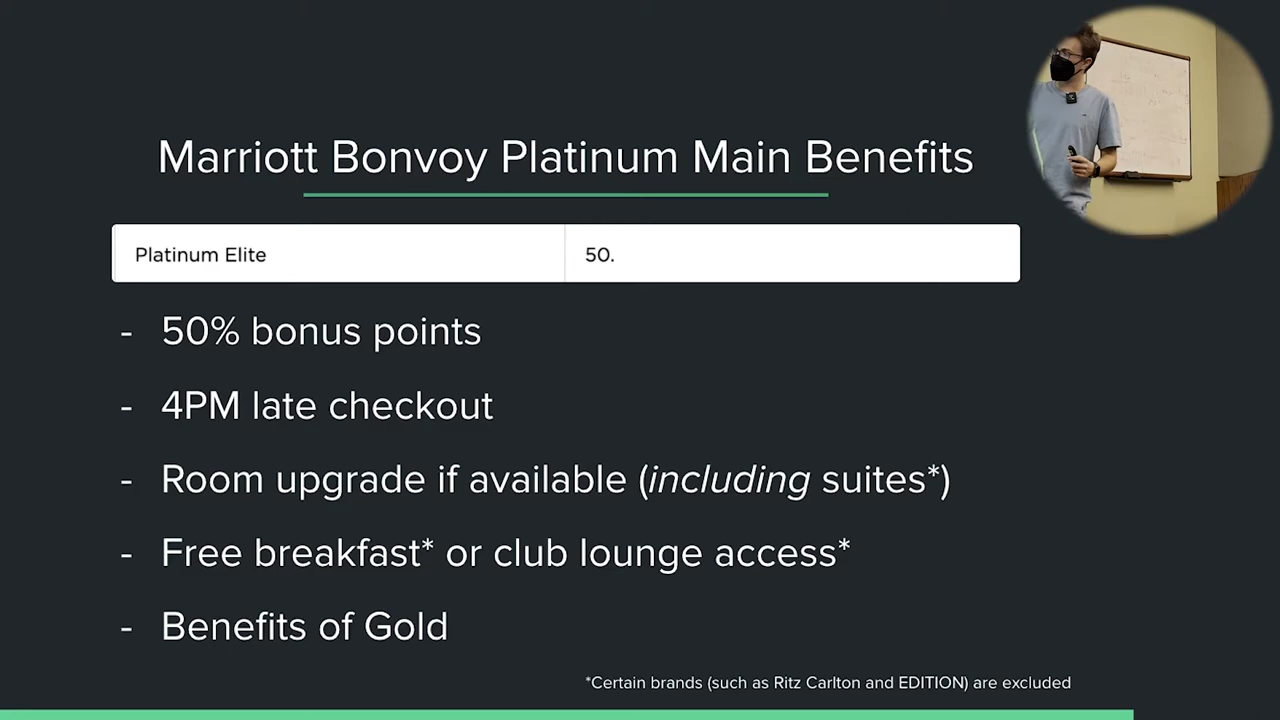 Marriott Bonvoy Platinum Main Benefits
Platinum Elite 50.
- 50% bonus points
- 4PM late checkout
- Room upgrade if available (including suites*)
- Free breakfast* or club lounge access*
- Benefits of Gold
*Certain brands (such as Ritz Carlton and EDITION) are excluded